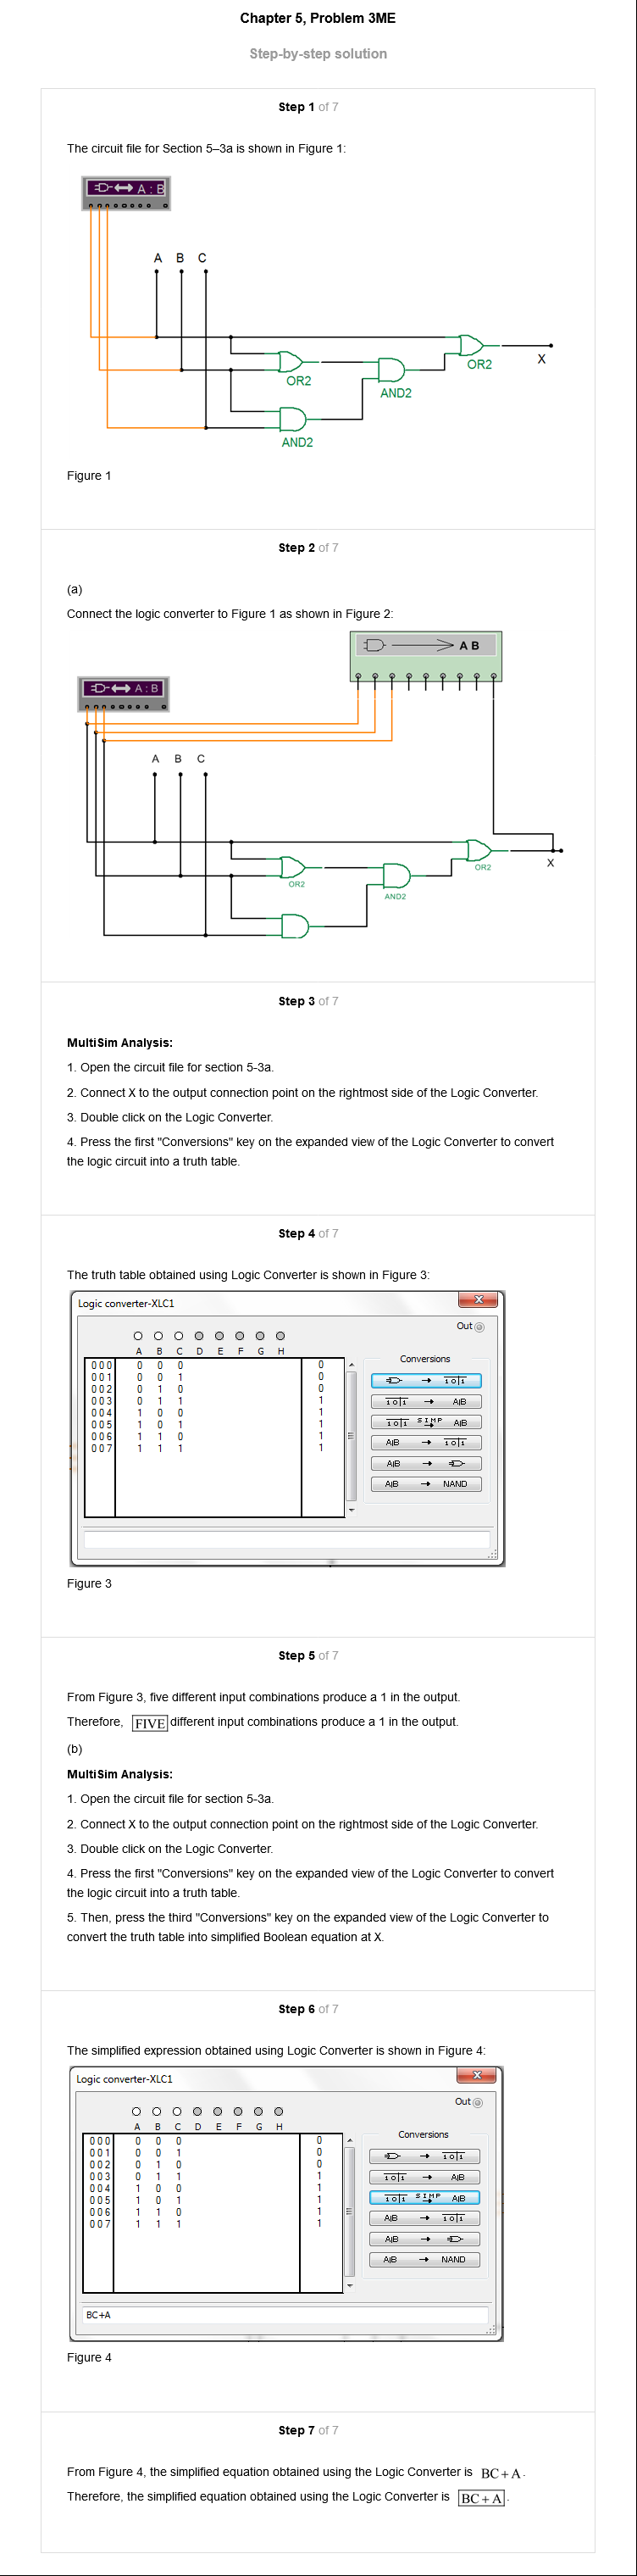 Chapter 5, Problem 3ME
Step-by-step solution
Step 1 of 7
The circuit file for Section 5–3a is shown in Figure 1:
A : B
A B C
OR2
OR2
X
AND2
AND2
Figure 1
Step 2 of 7
(a)
Connect the logic converter to Figure 1 as shown in Figure 2:
A B
A : B
A B C
OR2
OR2
X
AND2
Step 3 of 7
MultiSim Analysis:
1. Open the circuit file for section 5-3a.
2. Connect X to the output connection point on the rightmost side of the Logic Converter.
3. Double click on the Logic Converter.
4. Press the first "Conversions" key on the expanded view of the Logic Converter to convert
the logic circuit into a truth table.
Step 4 of 7
The truth table obtained using Logic Converter is shown in Figure 3:
Logic converter-XLC1
Out
A B C D E F G H
Conversions
000 0 0 0 0
001 0 0 1 0
002 0 1 0 0
003 0 1 1 1
004 1 0 0 1
005 1 0 1 1
006 1 1 0 1
007 1 1 1 1
→ 1 0 | 1
1 0 | 1 → A|B
1 0 | 1 SIMP A|B
A|B → 1 0 | 1
A|B →
A|B → NAND
Figure 3
Step 5 of 7
From Figure 3, five different input combinations produce a 1 in the output.
Therefore, FIVE different input combinations produce a 1 in the output.
(b)
MultiSim Analysis:
1. Open the circuit file for section 5-3a.
2. Connect X to the output connection point on the rightmost side of the Logic Converter.
3. Double click on the Logic Converter.
4. Press the first "Conversions" key on the expanded view of the Logic Converter to convert
the logic circuit into a truth table.
5. Then, press the third "Conversions" key on the expanded view of the Logic Converter to
convert the truth table into simplified Boolean equation at X.
Step 6 of 7
The simplified expression obtained using Logic Converter is shown in Figure 4:
Logic converter-XLC1
Out
A B C D E F G H
Conversions
000 0 0 0 0
001 0 0 1 0
002 0 1 0 0
003 0 1 1 1
004 1 0 0 1
005 1 0 1 1
006 1 1 0 1
007 1 1 1 1
→ 1 0 | 1
1 0 | 1 → A|B
1 0 | 1 SIMP A|B
A|B → 1 0 | 1
A|B →
A|B → NAND
BC+A
Figure 4
Step 7 of 7
From Figure 4, the simplified equation obtained using the Logic Converter is BC + A .
Therefore, the simplified equation obtained using the Logic Converter is BC + A .